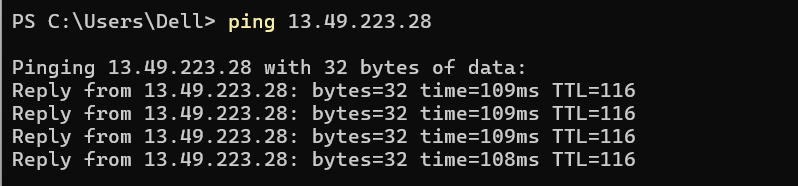 PS C:\Users\Dell> ping 13.49.223.28
Pinging 13.49.223.28 with 32 bytes of data:
Reply from 13.49.223.28: bytes=32 time=109ms TTL=116
Reply from 13.49.223.28: bytes=32 time=109ms TTL=116
Reply from 13.49.223.28: bytes=32 time=109ms TTL=116
Reply from 13.49.223.28: bytes=32 time=108ms TTL=116